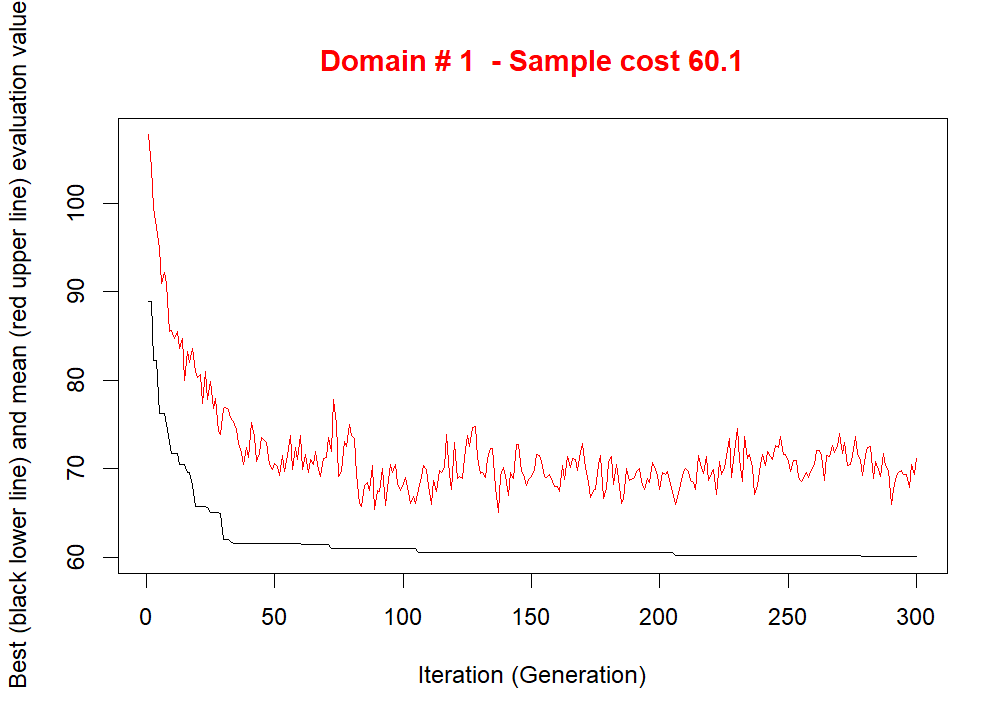 Domain # 1  - Sample cost 60.1
Best (black lower line) and mean (red upper line) evaluation value
100
90
80
70
60
0 50 100 150 200 250 300
Iteration (Generation)